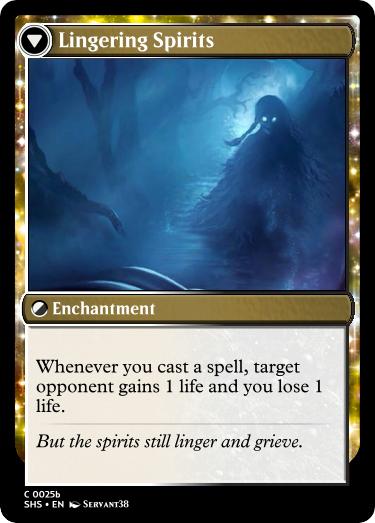 Lingering Spirits
Enchantment
Whenever you cast a spell, target
opponent gains 1 life and you lose 1
life.
But the spirits still linger and grieve.
C 0025b
SHS • EN Servant38